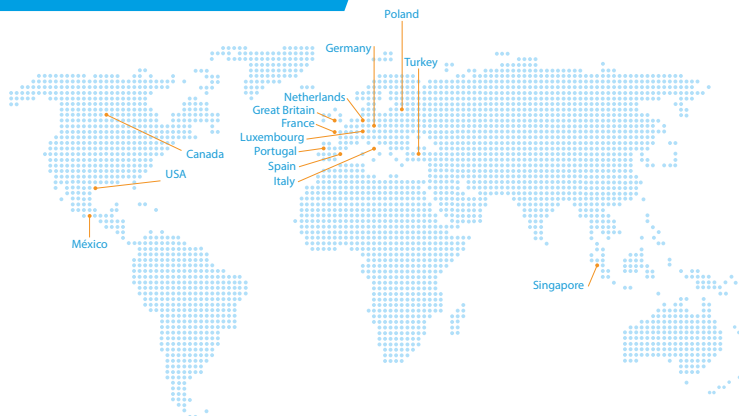 Poland
Germany
Turkey
Netherlands
Great Britain
France
Luxembourg
Portugal
Spain
Italy
Canada
USA
México
Singapore